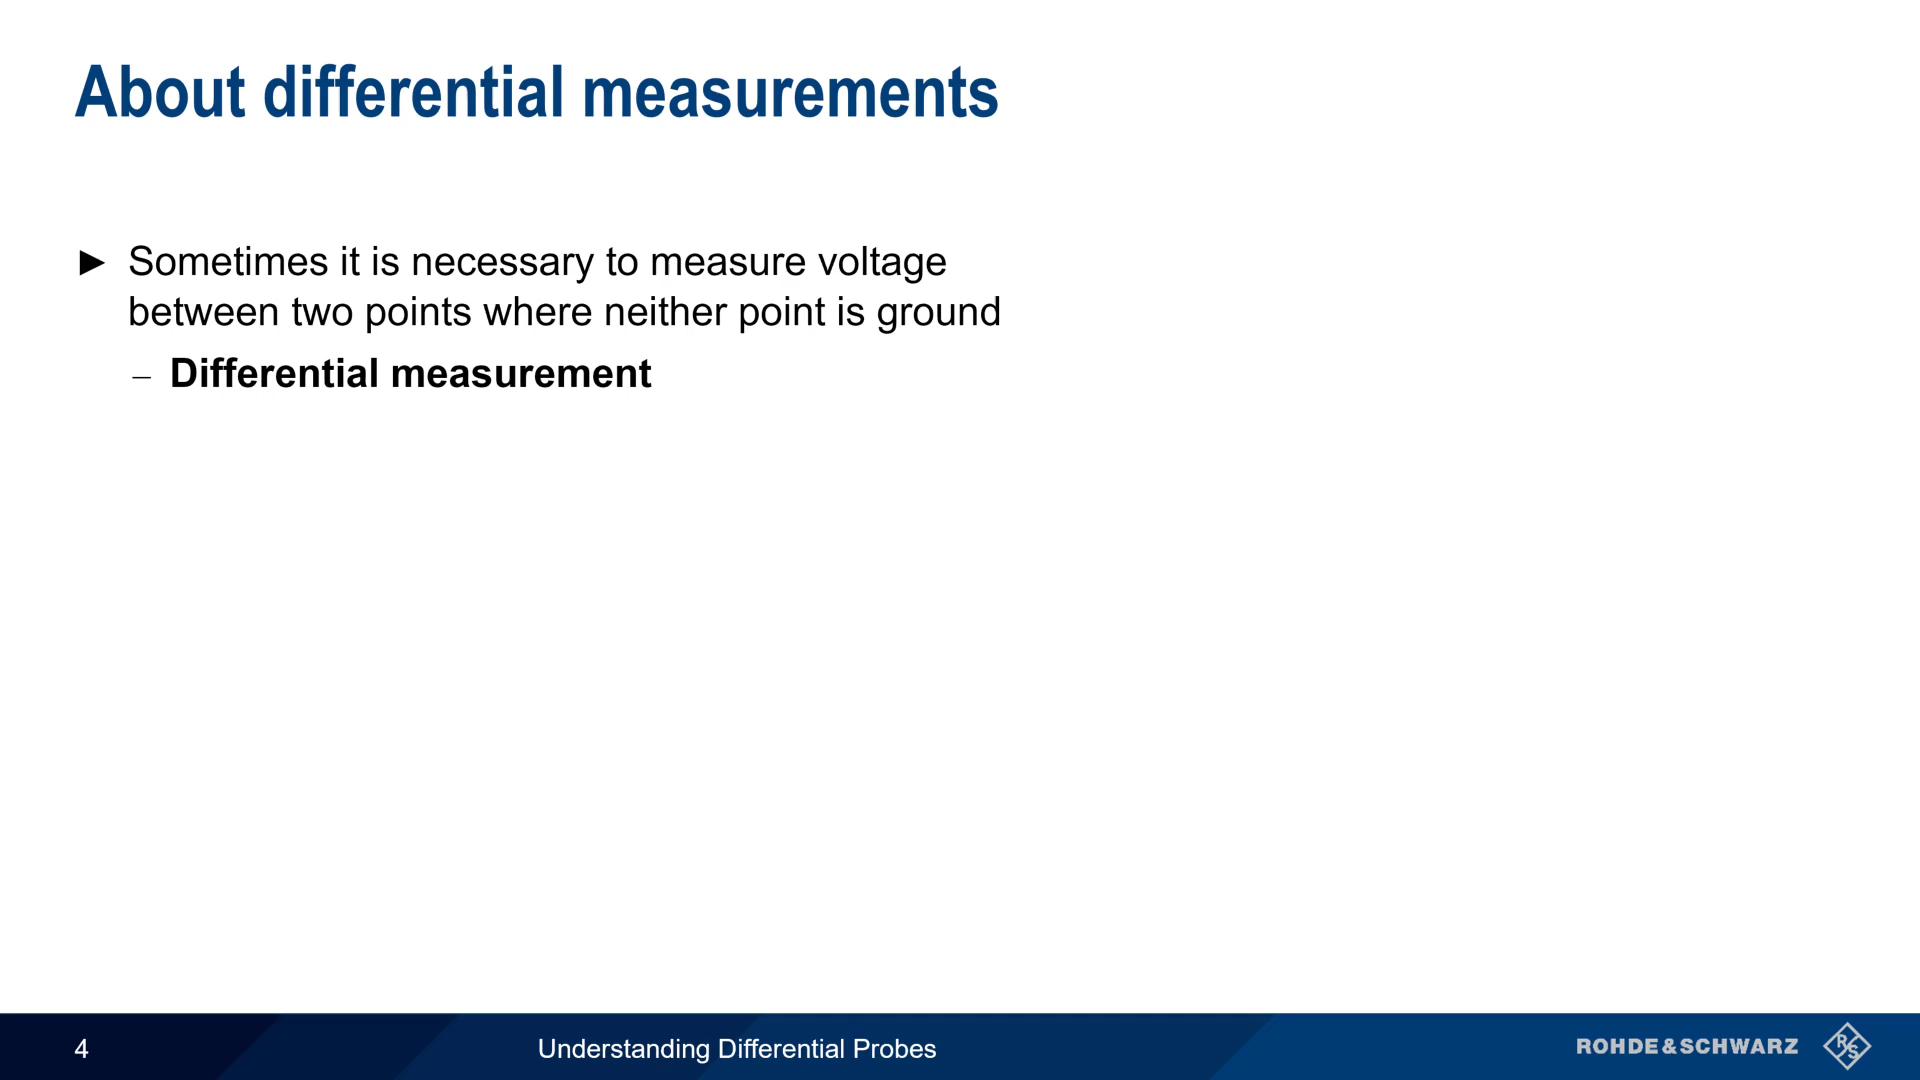 About differential measurements
► Sometimes it is necessary to measure voltage
between two points where neither point is ground
– Differential measurement
4
Understanding Differential Probes
ROHDE&SCHWARZ
R&S